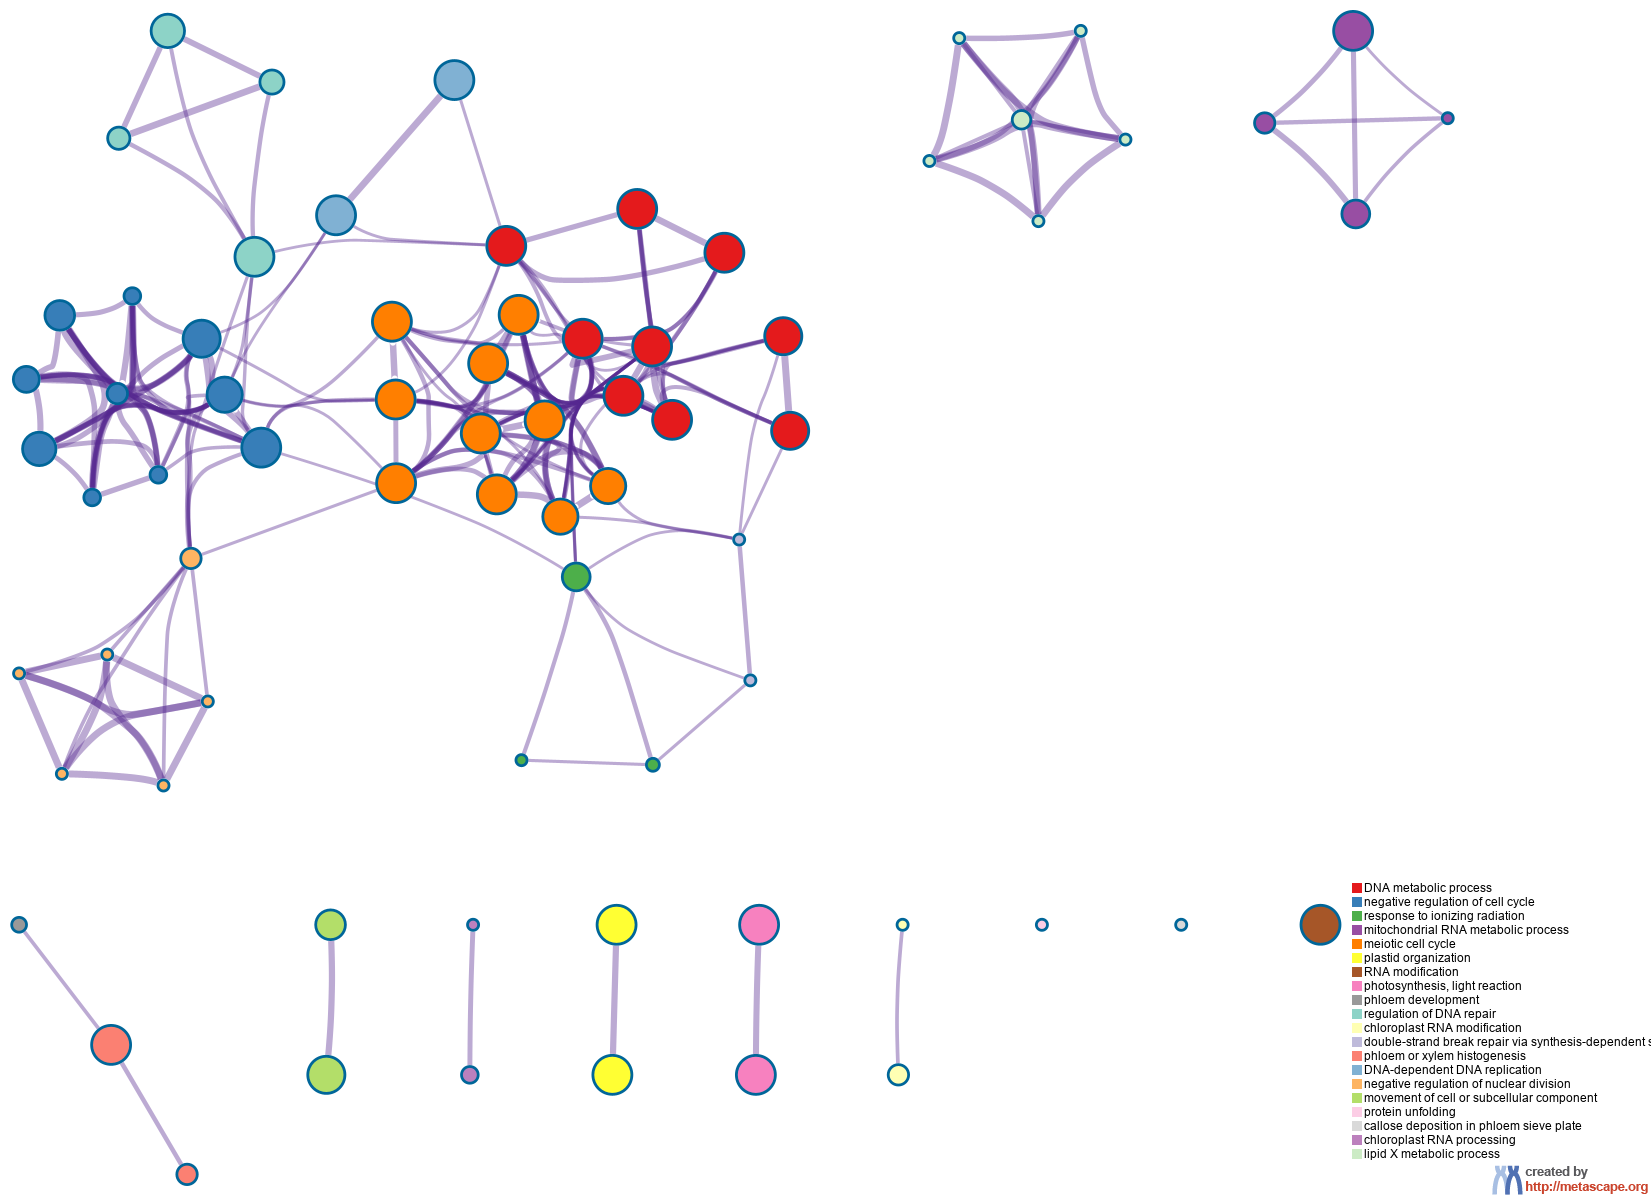 DNA metabolic process
negative regulation of cell cycle
response to ionizing radiation
mitochondrial RNA metabolic process
meiotic cell cycle
plastid organization
RNA modification
photosynthesis, light reaction
phloem development
regulation of DNA repair
chloroplast RNA modification
double-strand break repair via synthesis-dependent s
phloem or xylem histogenesis
DNA-dependent DNA replication
negative regulation of nuclear division
movement of cell or subcellular component
protein unfolding
callose deposition in phloem sieve plate
chloroplast RNA processing
lipid X metabolic process
created by
http://metascape.org